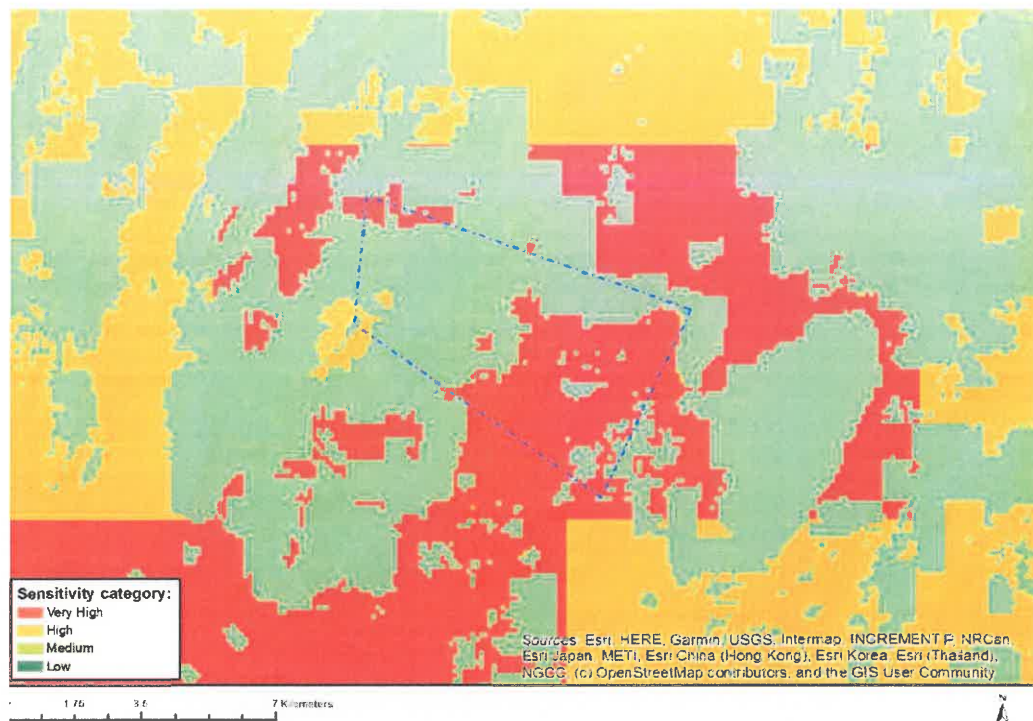 Sensitivity category:
Very High
High
Medium
Low
Sources: Esri, HERE, Garmin, USGS, Intermap, INCREMENT P, NRCan,
Esri Japan, METI, Esri China (Hong Kong), Esri Korea, Esri (Thailand),
NGCC, (c) OpenStreetMap contributors, and the GIS User Community
1.75 3.5 7 Kilometers
N